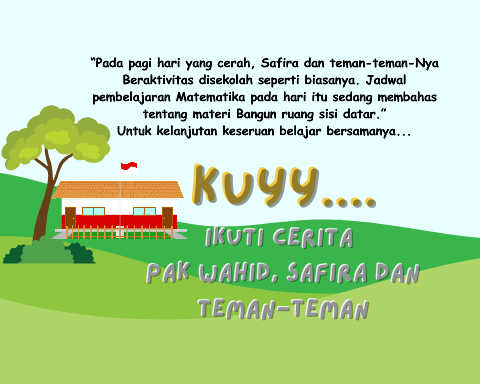 “Pada pagi hari yang cerah, Safira dan teman-teman-Nya
Beraktivitas disekolah seperti biasanya. Jadwal
pembelajaran Matematika pada hari itu sedang membahas
tentang materi Bangun ruang sisi datar.”
Untuk kelanjutan keseruan belajar bersamanya...
KUYY....
IKUTI CERITA
PAK WAHID, SAFIRA DAN
TEMAN-TEMAN